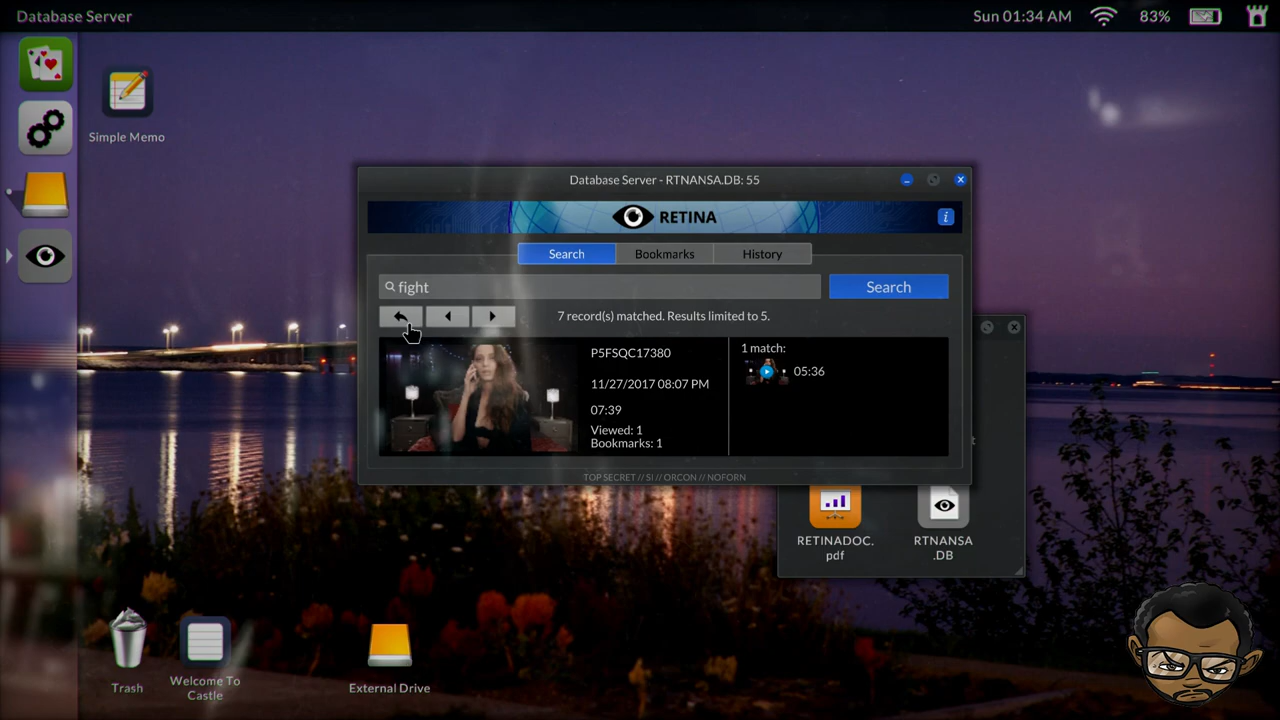 Database Server
Sun 01:34 AM
83%
Simple Memo
Database Server - RTNANSA.DB: 55
RETINA
i
Search
Bookmarks
History
fight
Search
7 record(s) matched. Results limited to 5.
P5FSQC17380
11/27/2017 08:07 PM
07:39
Viewed: 1
Bookmarks: 1
1 match:
05:36
TOP SECRET // SI / ORCON // NOFORN
RETINADOC.
pdf
RTNANSA
.DB
Trash
Welcome To
Castle
External Drive